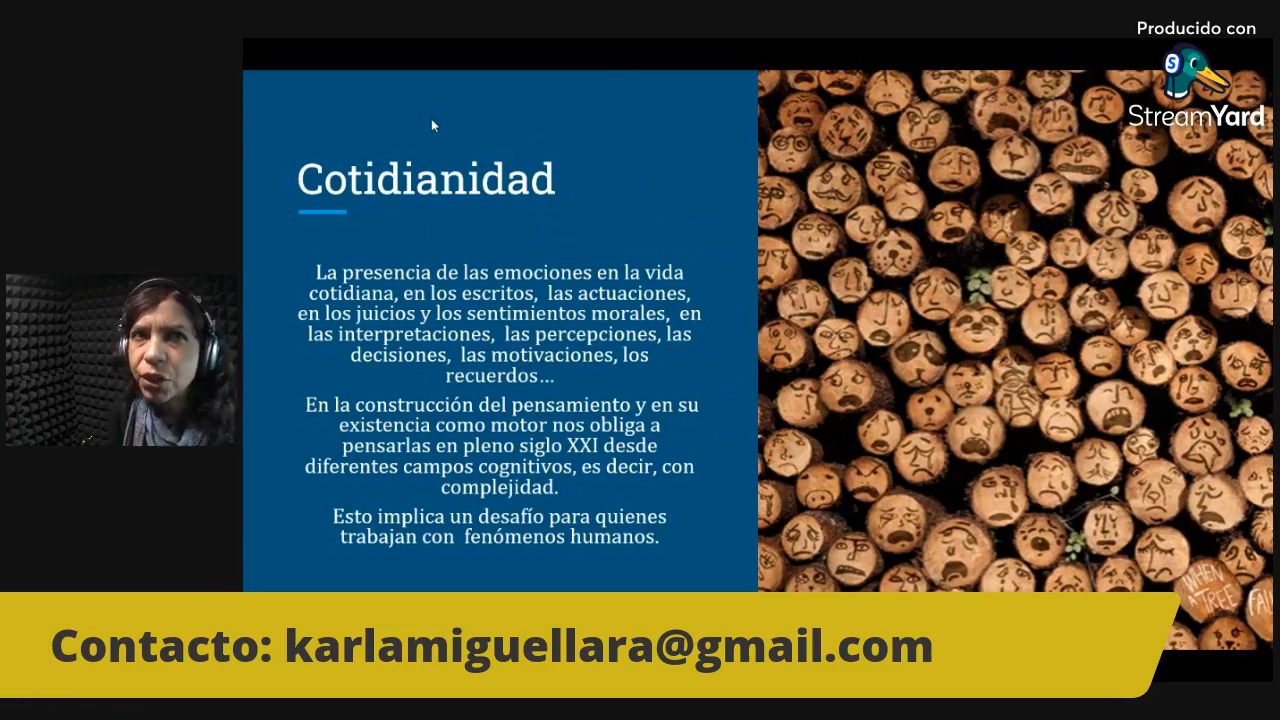 Producido con
S
StreamYard
Cotidianidad
La presencia de las emociones en la vida
cotidiana, en los escritos, las actuaciones,
en los juicios y los sentimientos morales, en
las interpretaciones, las percepciones, las
decisiones, las motivaciones, los
recuerdos...
En la construcción del pensamiento y en su
existencia como motor nos obliga a
pensarlas en pleno siglo XXI desde
diferentes campos cognitivos, es decir, con
complejidad.
Esto implica un desafío para quienes
trabajan con fenómenos humanos.
WHEN
A TREE
Contacto: karlamiguellara@gmail.com